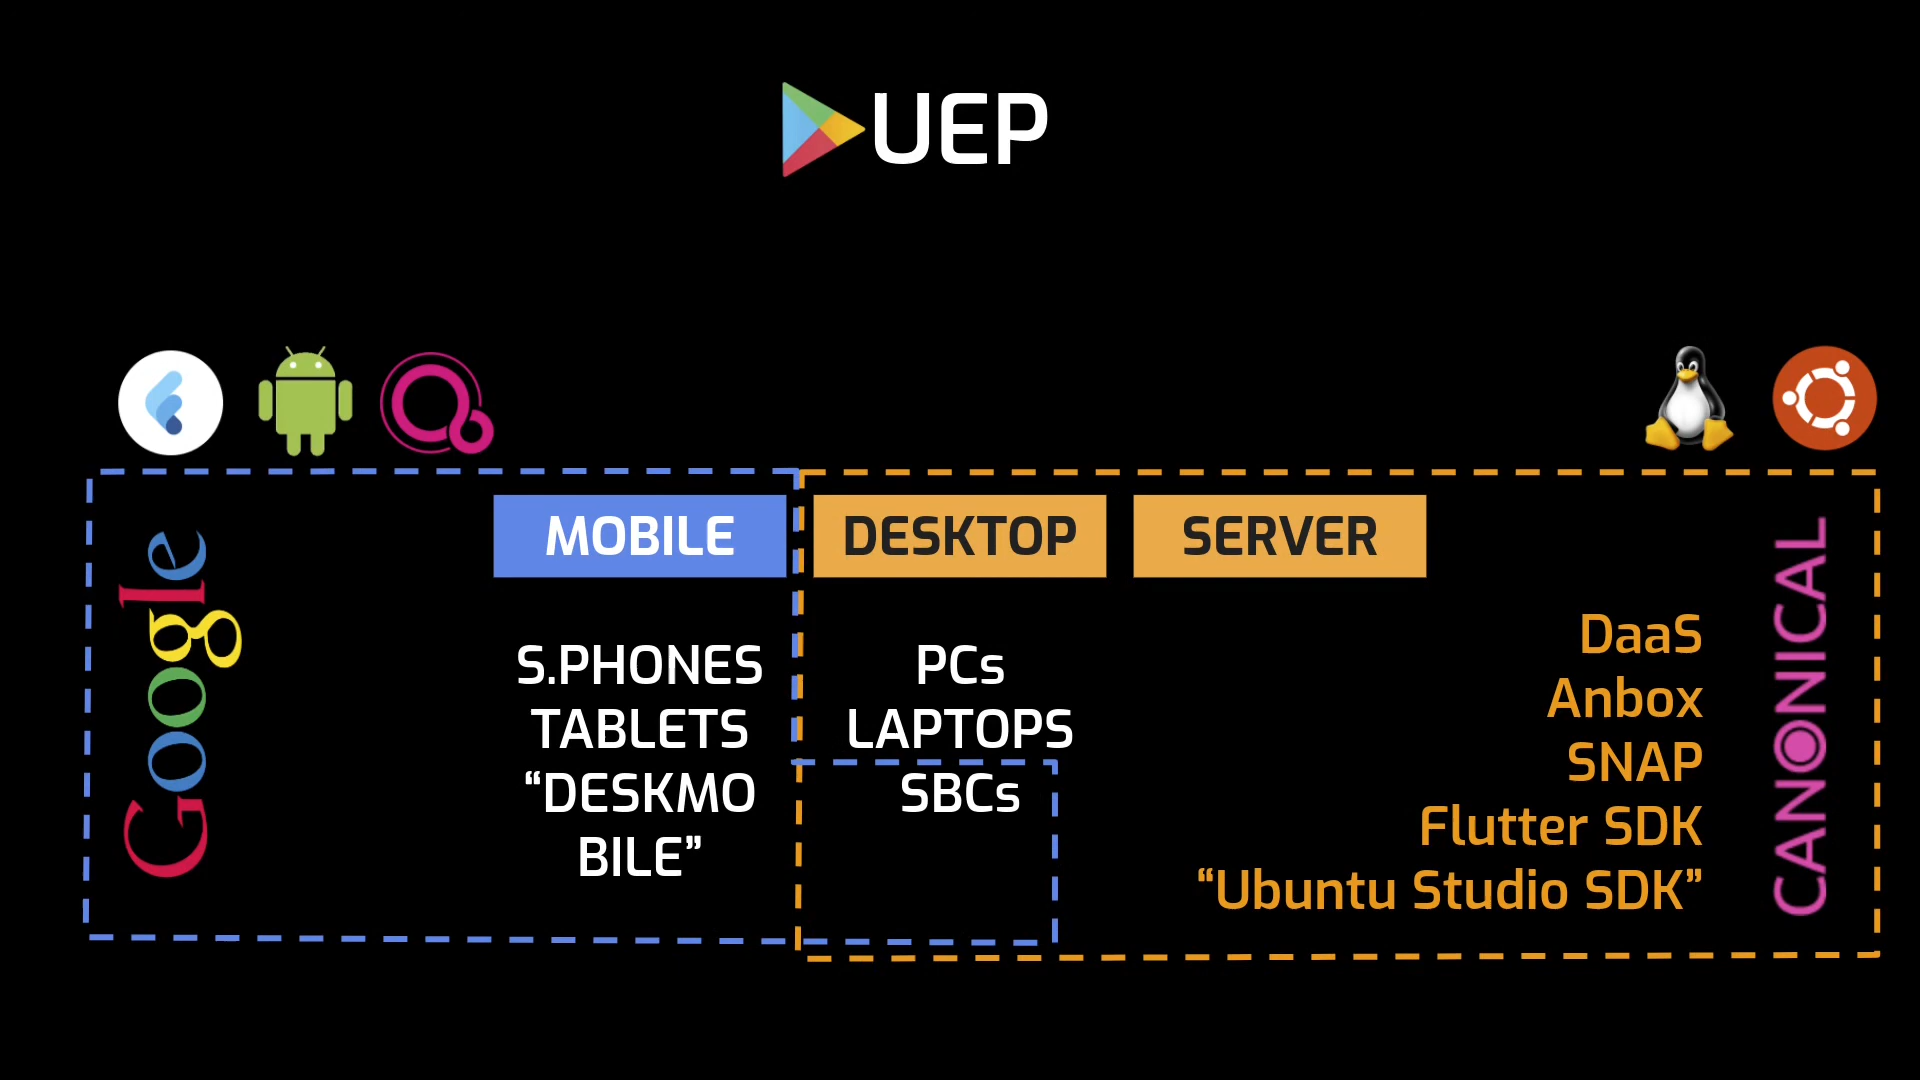 UEP
Google
MOBILE
S.PHONES
TABLETS
“DESKMO
BILE”
DESKTOP
PCs
LAPTOPS
SBCs
SERVER
DaaS
Anbox
SNAP
Flutter SDK
“Ubuntu Studio SDK”
CANONICAL